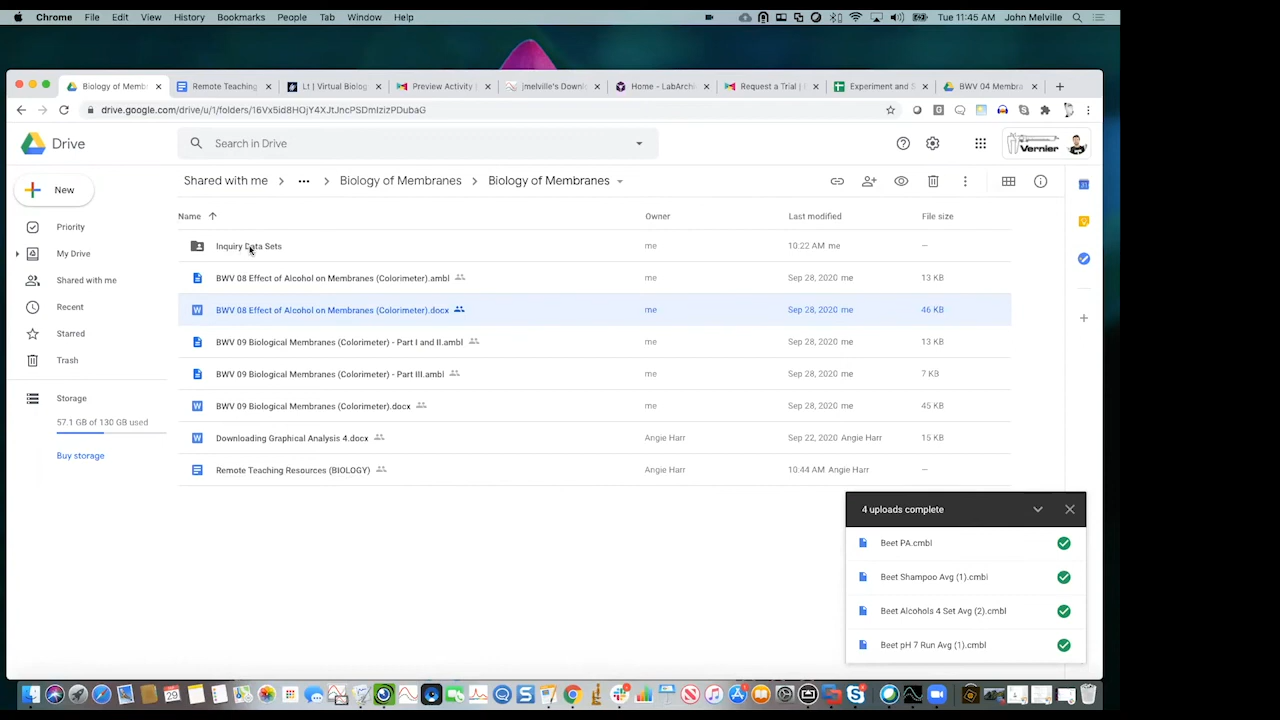 Chrome File Edit View History Bookmarks People Tab Window Help Tue 11:45 AM John Melville
Biology of Memb Remote Teaching Lt | Virtual Biolog Preview Activity | jmelville's Downl Home - LabArchi Request a Trial | Experiment and S BWV 04 Membra
drive.google.com/drive/u/1/folders/16Vx5id8HOjY4XJtJncPSDmIzizPDubaG
Drive Search in Drive Vernier
New Shared with me ... Biology of Membranes Biology of Membranes
Name Owner Last modified File size
Priority
Inquiry Data Sets me 10:22 AM me —
My Drive
BWV 08 Effect of Alcohol on Membranes (Colorimeter).ambl me Sep 28, 2020 me 13 KB
Shared with me
Recent
BWV 08 Effect of Alcohol on Membranes (Colorimeter).docx me Sep 28, 2020 me 46 KB
Starred
BWV 09 Biological Membranes (Colorimeter) - Part I and II.ambl me Sep 28, 2020 me 13 KB
Trash
BWV 09 Biological Membranes (Colorimeter) - Part III.ambl me Sep 28, 2020 me 7 KB
Storage
BWV 09 Biological Membranes (Colorimeter).docx me Sep 28, 2020 me 45 KB
57.1 GB of 130 GB used
Downloading Graphical Analysis 4.docx Angie Harr Sep 22, 2020 Angie Harr 15 KB
Buy storage
Remote Teaching Resources (BIOLOGY) Angie Harr 10:44 AM Angie Harr —
4 uploads complete
Beet PA.cmbl
Beet Shampoo Avg (1).cmbl
Beet Alcohols 4 Set Avg (2).cmbl
Beet pH 7 Run Avg (1).cmbl